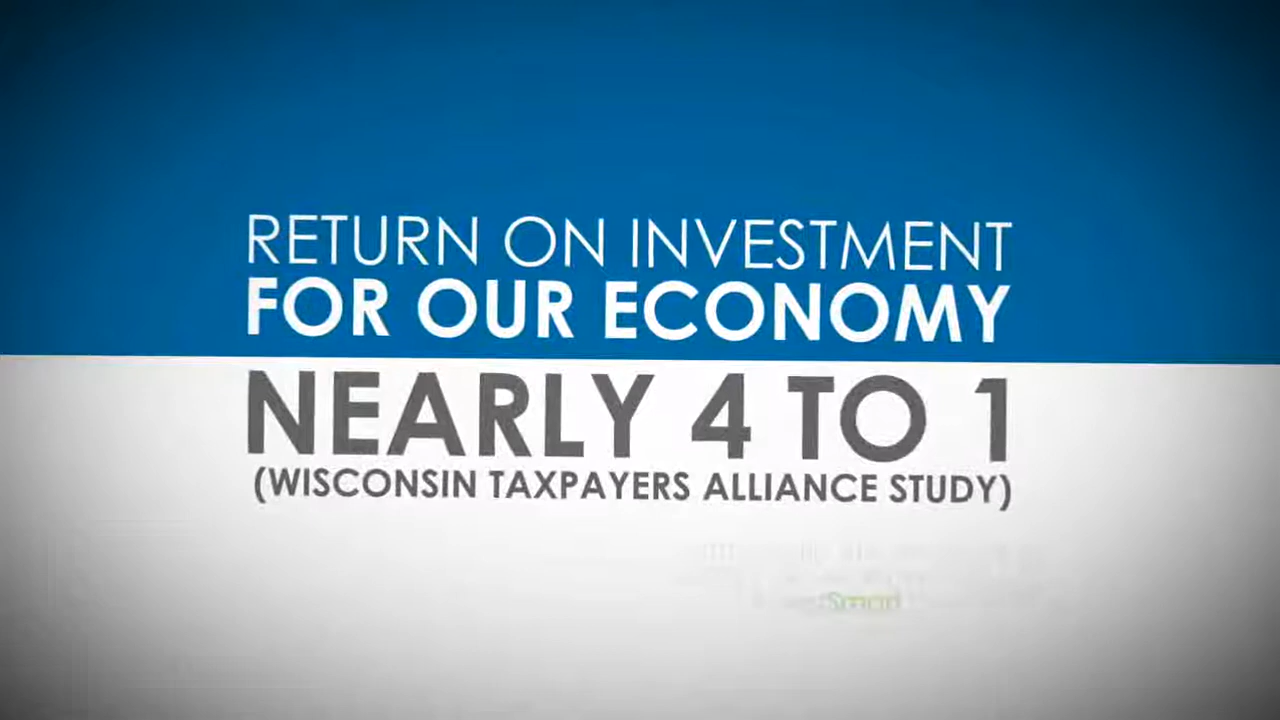 RETURN ON INVESTMENT
FOR OUR ECONOMY
NEARLY 4 TO 1
(WISCONSIN TAXPAYERS ALLIANCE STUDY)